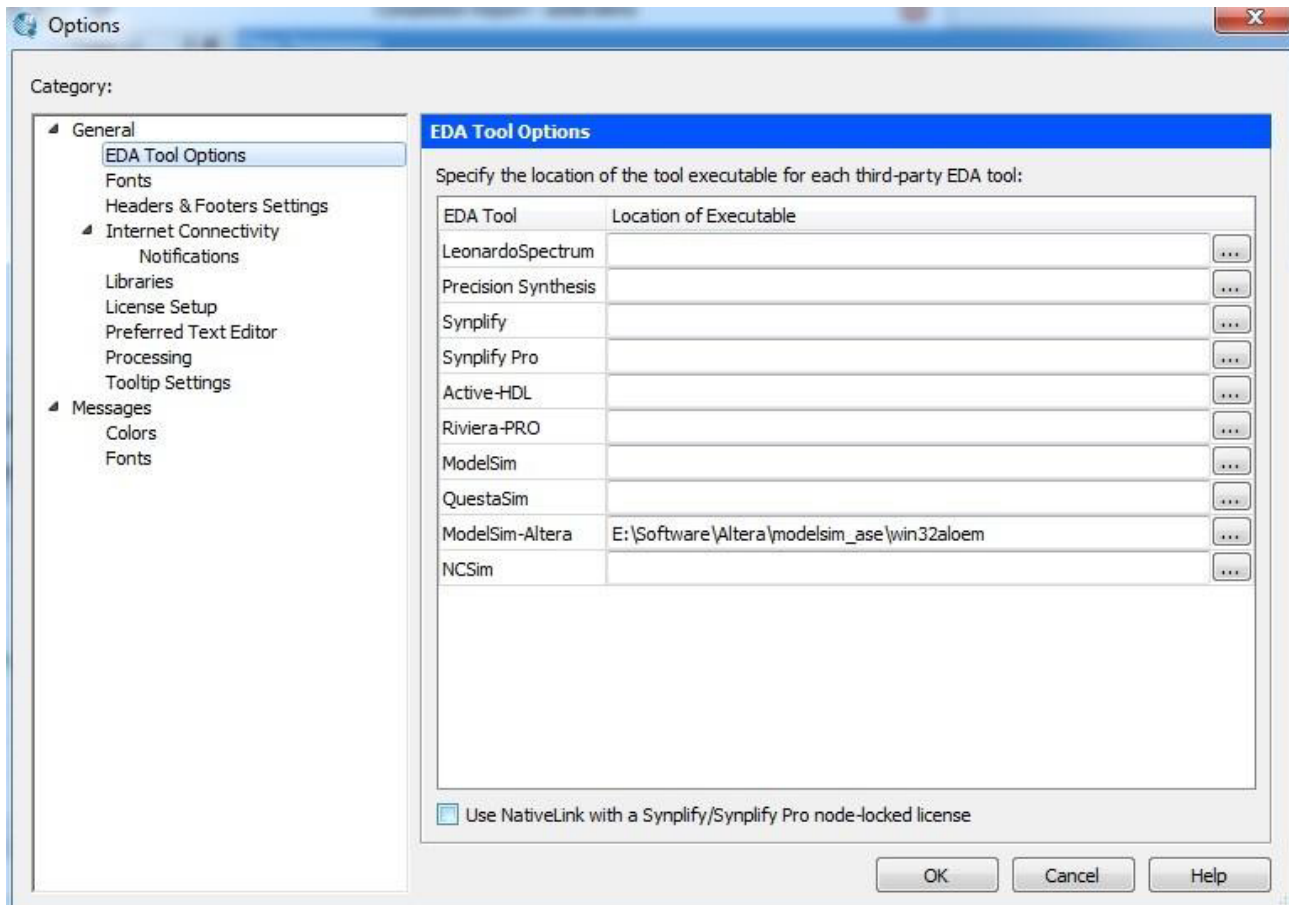 Options
Category:
General
EDA Tool Options
Fonts
Headers & Footers Settings
Internet Connectivity
Notifications
Libraries
License Setup
Preferred Text Editor
Processing
Tooltip Settings
Messages
Colors
Fonts
EDA Tool Options
Specify the location of the tool executable for each third-party EDA tool:
EDA Tool Location of Executable
LeonardoSpectrum ...
Precision Synthesis ...
Synplify ...
Synplify Pro ...
Active-HDL ...
Riviera-PRO ...
ModelSim ...
QuestaSim ...
ModelSim-Altera E:\Software\Altera\modelsim_ase\win32aloem ...
NCSim ...
Use NativeLink with a Synplify/Synplify Pro node-locked license
OK Cancel Help